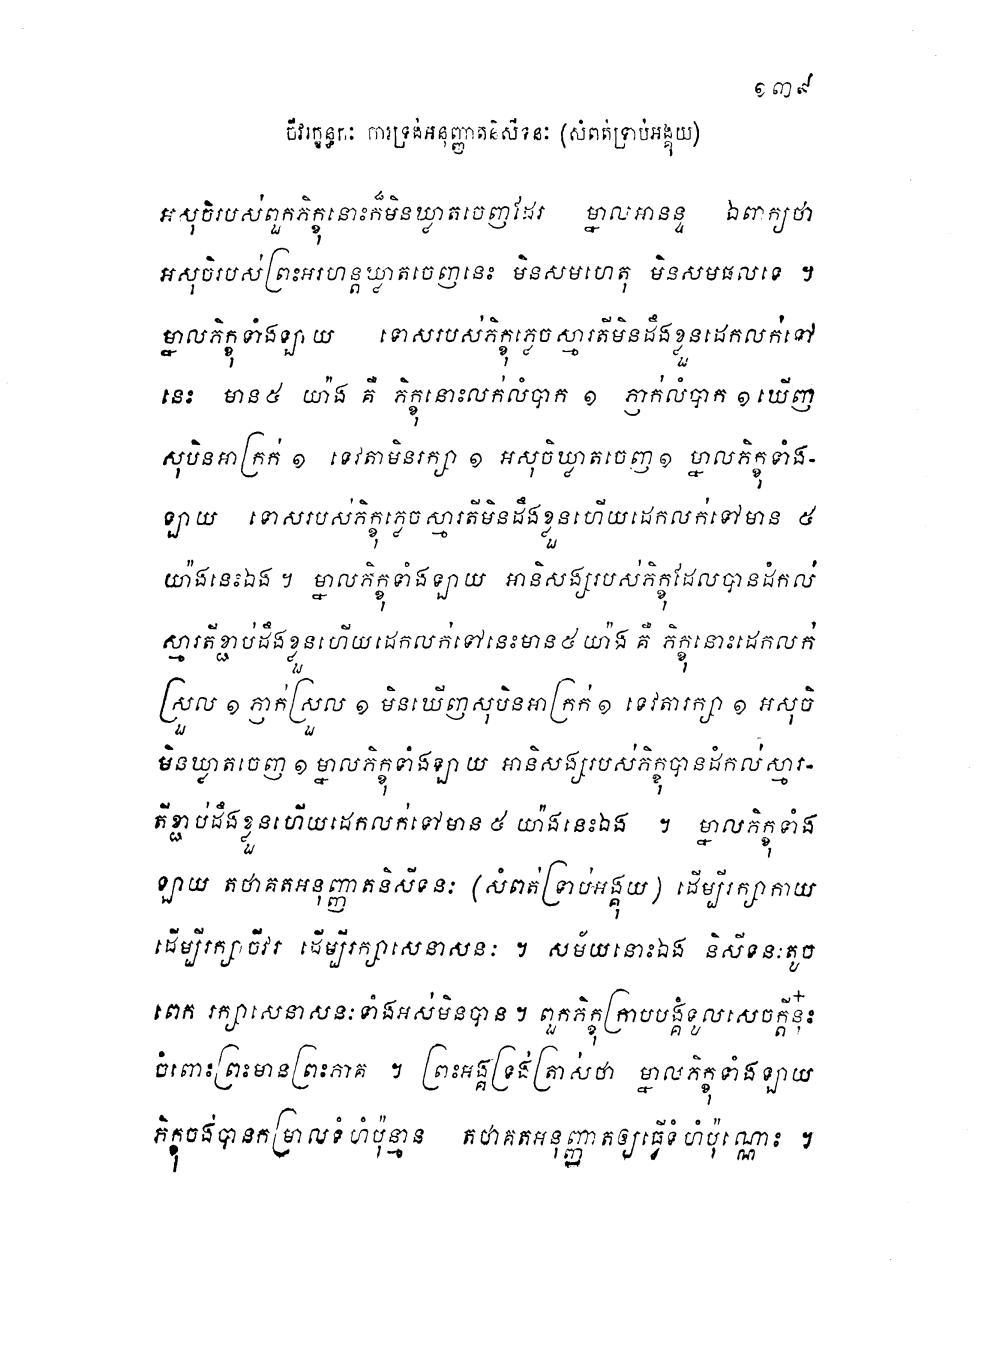 ១៣៩
ចីវរក្ខន្ធកៈ ការទ្រង់អនុញ្ញាតនិសីទនៈ (សំពត់ទ្រាប់អង្គុយ)
អសុចិរបស់ពួកភិក្ខុនោះក៏មិនឃ្លាតចេញដែរ ម្នាលអានន្ទ ឯពាក្យថា
អសុចិរបស់ព្រះអរហន្តឃ្លាតចេញនេះ មិនសមហេតុ មិនសមផលទេ ។
ម្នាលភិក្ខុទាំងឡាយ ទោសរបស់ភិក្ខុភ្លេចស្មារតីមិនដឹងខ្លួនដេកលក់ទៅ
នេះ មាន៥ យ៉ាង គឺ ភិក្ខុនោះលក់លំបាក ១ ភ្ញាក់លំបាក ១ ឃើញ
សុបិនអាក្រក់ ១ ទេវតាមិនរក្សា ១ អសុចិឃ្លាតចេញ ១ ម្នាលភិក្ខុទាំង-
ឡាយ ទោសរបស់ភិក្ខុភ្លេចស្មារតីមិនដឹងខ្លួនហើយដេកលក់ទៅមាន ៥
យ៉ាងនេះឯង ។ ម្នាលភិក្ខុទាំងឡាយ អានិសង្ឃរបស់ភិក្ខុដែលបានដំកល់
ស្មារតីខ្ជាប់ដឹងខ្លួនហើយដេកលក់ទៅនេះមាន៥ យ៉ាង គឺ ភិក្ខុនោះដេកលក់
ស្រួល ១ ភ្ញាក់ស្រួល ១ មិនឃើញសុបិនអាក្រក់ ១ ទេវតារក្សា ១ អសុចិ
មិនឃ្លាតចេញ ១ ម្នាលភិក្ខុទាំងឡាយ អានិសង្ឃរបស់ភិក្ខុបានដំកល់ស្មារ-
តីខ្ជាប់ដឹងខ្លួនហើយដេកលក់ទៅមាន ៥ យ៉ាងនេះឯង ។ ម្នាលភិក្ខុទាំង
ឡាយ តថាគតអនុញ្ញាតនិសីទនៈ (សំពត់ទ្រាប់អង្គុយ) ដើម្បីរក្សាកាយ
ដើម្បីរក្សាចីវរ ដើម្បីរក្សាសេនាសនៈ ។ សម័យនោះឯង និសីទនៈតូច
ពេក រក្សាសេនាសនៈទាំងអស់មិនបាន ។ ពួកភិក្ខុក្រាបបង្គំទូលសេចក្តីនុ៎ះ
ចំពោះព្រះមានព្រះភាគ ។ ព្រះអង្គទ្រង់ត្រាស់ថា ម្នាលភិក្ខុទាំងឡាយ
ភិក្ខុចង់បានកម្រាលទំហំប៉ុន្មាន តថាគតអនុញ្ញាតឲ្យធ្វើទំហំប៉ុណ្ណោះ ។